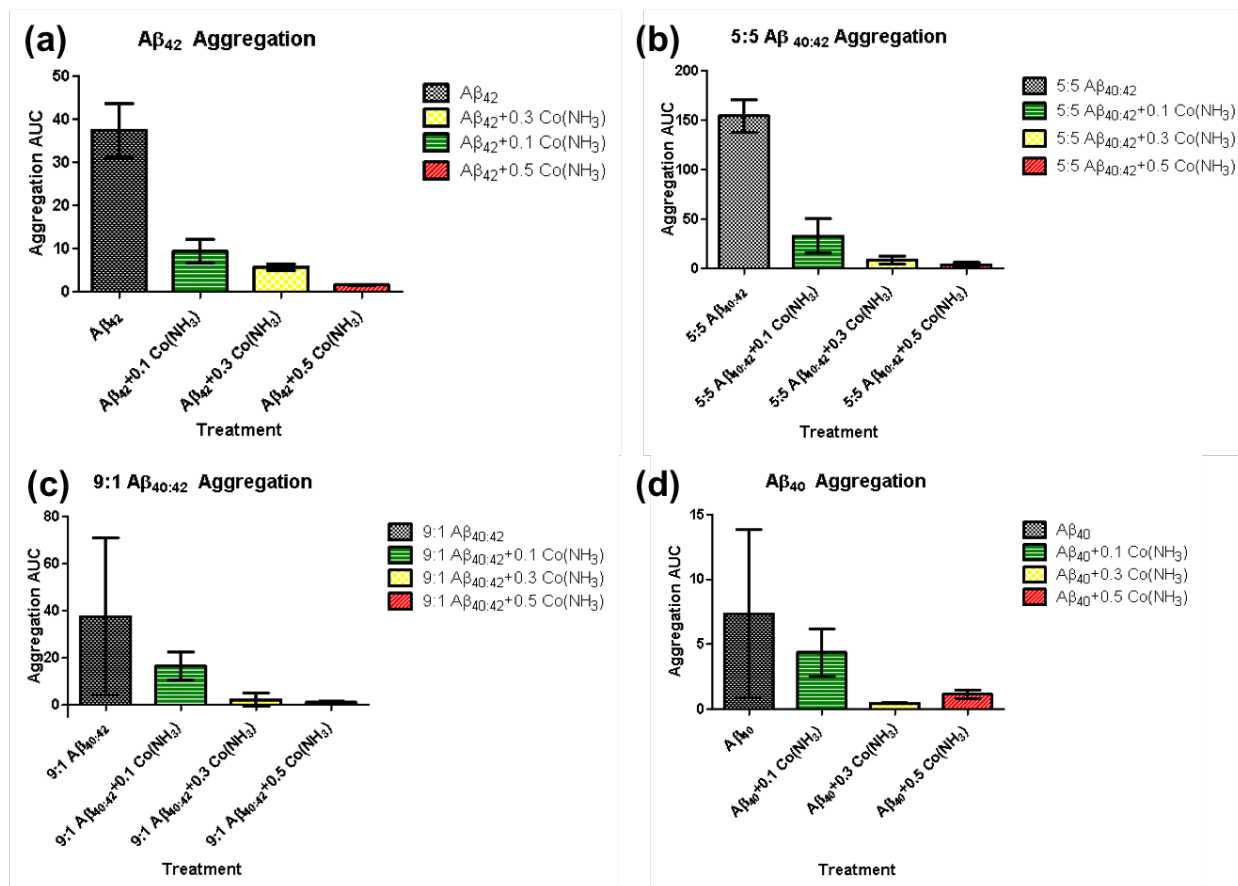 (a)
Aβ42 Aggregation
Aggregation AUC
50
40
30
20
10
0
Aβ42
Aβ42+0.1 Co(NH3)
Aβ42+0.3 Co(NH3)
Aβ42+0.5 Co(NH3)
Treatment
Aβ42
Aβ42+0.3 Co(NH3)
Aβ42+0.1 Co(NH3)
Aβ42+0.5 Co(NH3)
(b)
5:5 Aβ 40:42 Aggregation
Aggregation AUC
200
150
100
50
0
5:5 Aβ40:42
5:5 Aβ40:42+0.1 Co(NH3)
5:5 Aβ40:42+0.3 Co(NH3)
5:5 Aβ40:42+0.5 Co(NH3)
Treatment
5:5 Aβ40:42
5:5 Aβ40:42+0.1 Co(NH3)
5:5 Aβ40:42+0.3 Co(NH3)
5:5 Aβ40:42+0.5 Co(NH3)
(c)
9:1 Aβ40:42 Aggregation
Aggregation AUC
80
60
40
20
0
9:1 Aβ40:42
9:1 Aβ40:42+0.1 Co(NH3)
9:1 Aβ40:42+0.3 Co(NH3)
9:1 Aβ40:42+0.5 Co(NH3)
Treatment
9:1 Aβ40:42
9:1 Aβ40:42+0.1 Co(NH3)
9:1 Aβ40:42+0.3 Co(NH3)
9:1 Aβ40:42+0.5 Co(NH3)
(d)
Aβ40 Aggregation
Aggregation AUC
15
10
5
0
Aβ40
Aβ40+0.1 Co(NH3)
Aβ40+0.3 Co(NH3)
Aβ40+0.5 Co(NH3)
Treatment
Aβ40
Aβ40+0.1 Co(NH3)
Aβ40+0.3 Co(NH3)
Aβ40+0.5 Co(NH3)